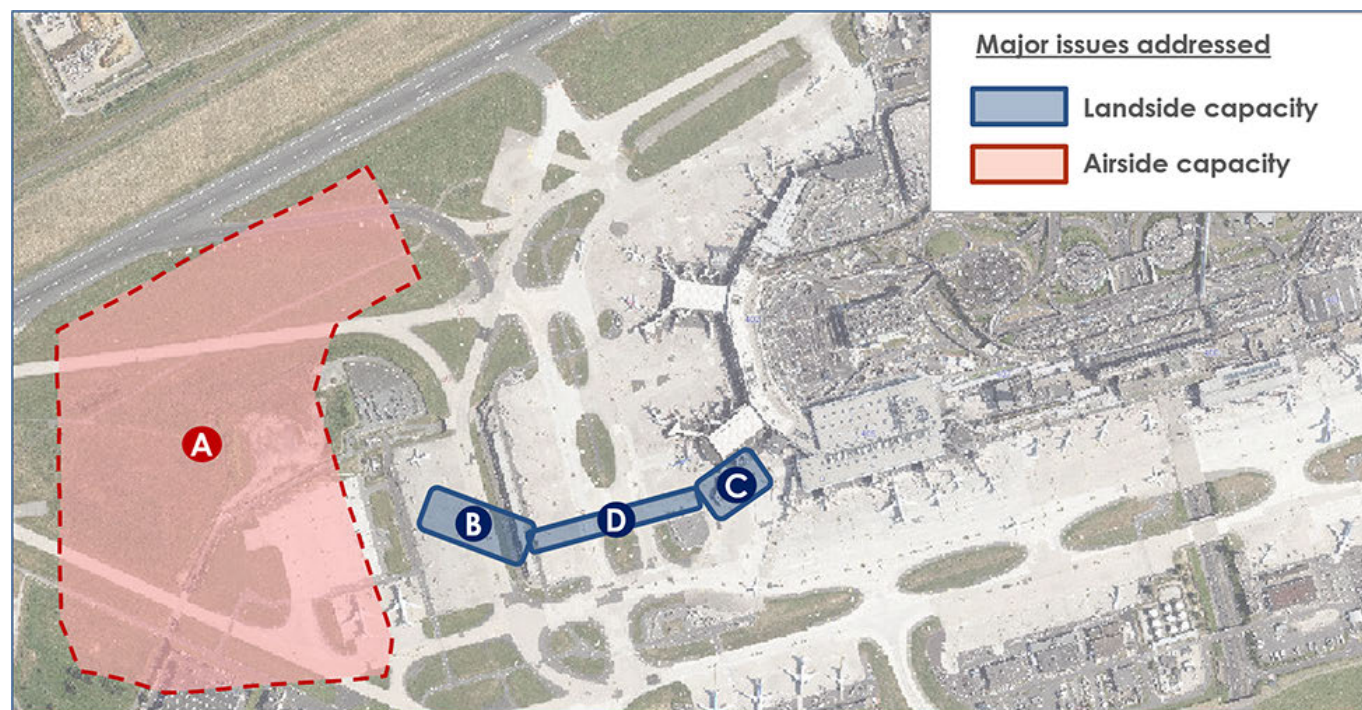 Major issues addressed
Landside capacity
Airside capacity
A
B
D
C